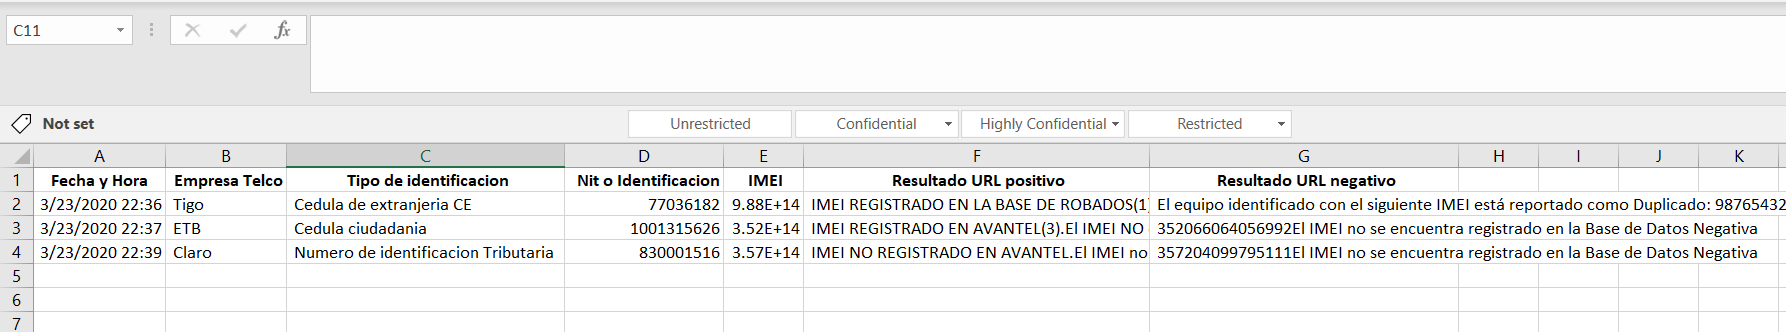 C11 fx
Not set Unrestricted Confidential Highly Confidential Restricted
A B C D E F G H I J K
1 Fecha y Hora Empresa Telco Tipo de identificacion Nit o Identificacion IMEI Resultado URL positivo Resultado URL negativo
2 3/23/2020 22:36 Tigo Cedula de extranjeria CE 77036182 9.88E+14 IMEI REGISTRADO EN LA BASE DE ROBADOS(1) El equipo identificado con el siguiente IMEI está reportado como Duplicado: 98765432
3 3/23/2020 22:37 ETB Cedula ciudadania 1001315626 3.52E+14 IMEI REGISTRADO EN AVANTEL(3).El IMEI NO 352066064056992El IMEI no se encuentra registrado en la Base de Datos Negativa
4 3/23/2020 22:39 Claro Numero de identificacion Tributaria 830001516 3.57E+14 IMEI NO REGISTRADO EN AVANTEL.El IMEI no 357204099795111El IMEI no se encuentra registrado en la Base de Datos Negativa
5
6
7